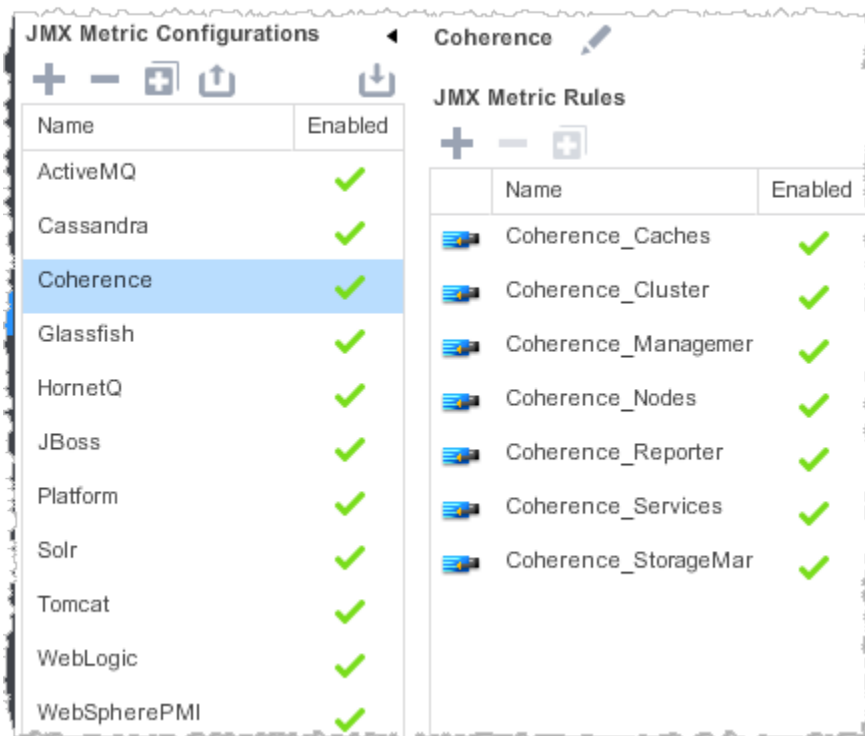 JMX Metric Configurations
Name Enabled
ActiveMQ
Cassandra
Coherence
Glassfish
HornetQ
JBoss
Platform
Solr
Tomcat
WebLogic
WebSpherePMI
Coherence
JMX Metric Rules
Name Enabled
Coherence_Caches
Coherence_Cluster
Coherence_Managemer
Coherence_Nodes
Coherence_Reporter
Coherence_Services
Coherence_StorageMar